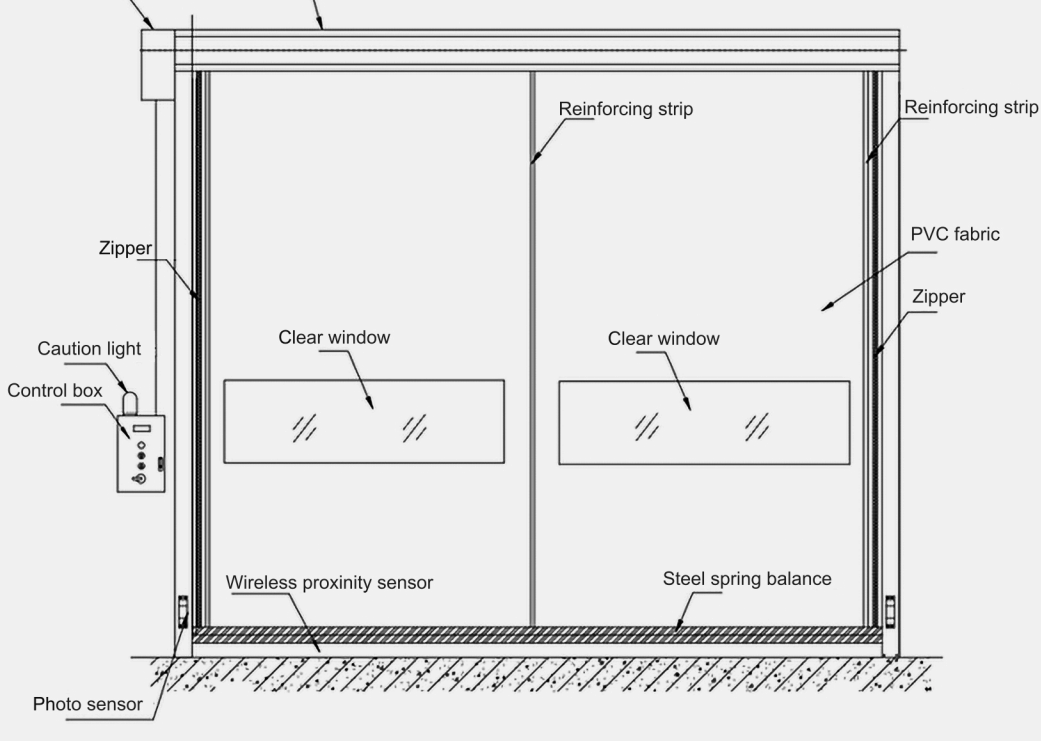 Reinforcing strip
Reinforcing strip
PVC fabric
Zipper
Zipper
Clear window
Clear window
Caution light
Control box
Wireless proxinity sensor
Steel spring balance
Photo sensor